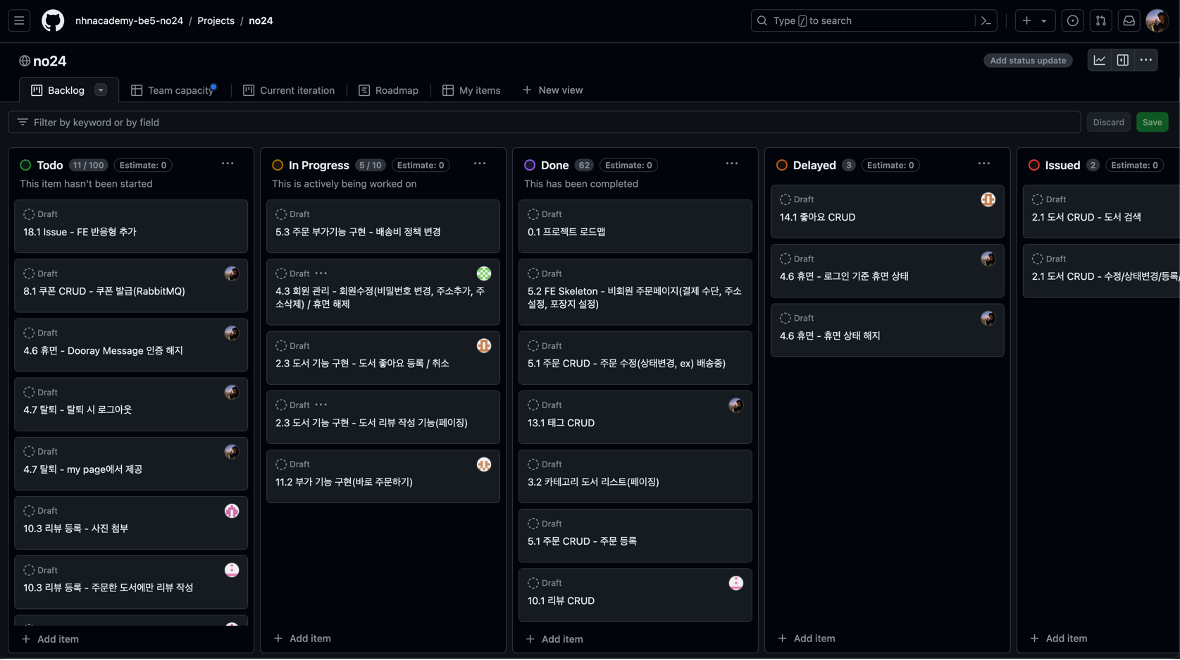 nhnacademy-be5-no24 / Projects / no24
Type / to search
no24
Add status update
Backlog
Team capacity
Current iteration
Roadmap
My items
New view
Filter by keyword or by field
Discard
Save
Todo 11 / 100 Estimate: 0
This item hasn't been started
Draft
18.1 Issue - FE 반응형 추가
Draft
8.1 쿠폰 CRUD - 쿠폰 발급(RabbitMQ)
Draft
4.6 휴면 - Dooray Message 인증 해지
Draft
4.7 탈퇴 - 탈퇴 시 로그아웃
Draft
4.7 탈퇴 - my page에서 제공
Draft
10.3 리뷰 등록 - 사진 첨부
Draft
10.3 리뷰 등록 - 주문한 도서에만 리뷰 작성
Add item
In Progress 5 / 10 Estimate: 0
This is actively being worked on
Draft
5.3 주문 부가기능 구현 - 배송비 정책 변경
Draft
4.3 회원 관리 - 회원수정(비밀번호 변경, 주소추가, 주
소삭제) / 휴면 해제
Draft
2.3 도서 기능 구현 - 도서 좋아요 등록 / 취소
Draft
2.3 도서 기능 구현 - 도서 리뷰 작성 기능(페이징)
Draft
11.2 부가 기능 구현(바로 주문하기)
Add item
Done 62 Estimate: 0
This has been completed
Draft
0.1 프로젝트 로드맵
Draft
5.2 FE Skeleton - 비회원 주문페이지(결제 수단, 주소
설정, 포장지 설정)
Draft
5.1 주문 CRUD - 주문 수정(상태변경, ex) 배송중)
Draft
13.1 태그 CRUD
Draft
3.2 카테고리 도서 리스트(페이징)
Draft
5.1 주문 CRUD - 주문 등록
Draft
10.1 리뷰 CRUD
Add item
Delayed 3 Estimate: 0
Draft
14.1 좋아요 CRUD
Draft
4.6 휴면 - 로그인 기준 휴면 상태
Draft
4.6 휴면 - 휴면 상태 해지
Add item
Issued 2 Estimate: 0
Draft
2.1 도서 CRUD - 도서 검색
Draft
2.1 도서 CRUD - 수정/상태변경/등록/
Add item